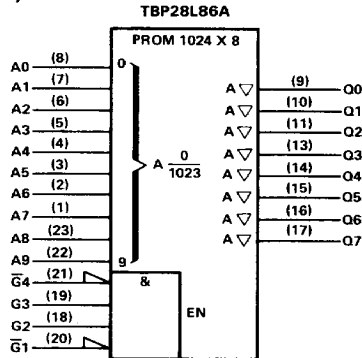 TBP28L86A
PROM 1024 X 8
A0 (8) 0
A1 (7)
A2 (6)
A3 (5)
A4 (4)
A5 (3)
A6 (2)
A7 (1)
A8 (23)
A9 (22) 9
A 0
1023
A (9) Q0
A (10) Q1
A (11) Q2
A (13) Q3
A (14) Q4
A (15) Q5
A (16) Q6
A (17) Q7
G̅4 (21) &
G3 (19)
G2 (18)
G̅1 (20)
EN